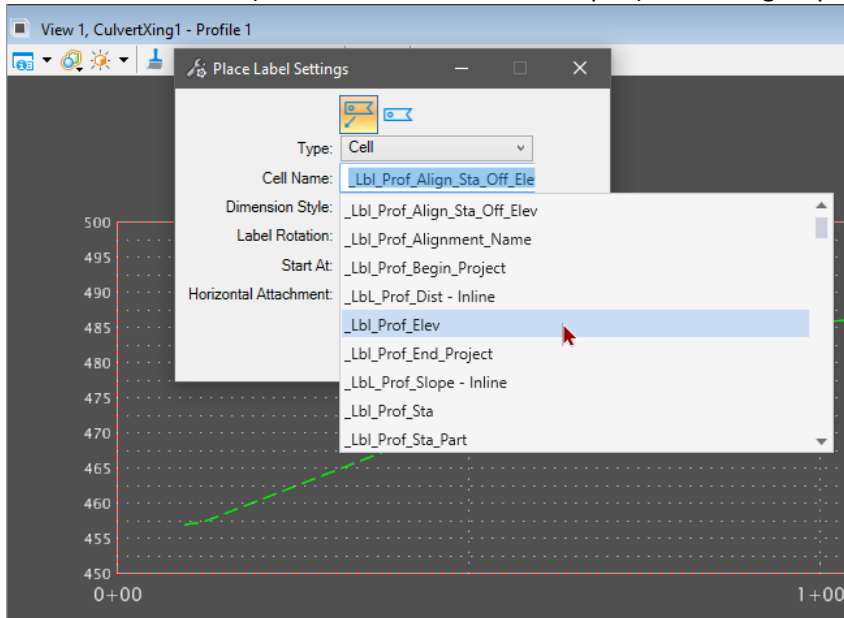 View 1, CulvertXing1 - Profile 1
Place Label Settings
Type: Cell
Cell Name: _Lbl_Prof_Align_Sta_Off_Ele
Dimension Style:
Label Rotation:
Start At:
Horizontal Attachment:
_Lbl_Prof_Align_Sta_Off_Elev
_Lbl_Prof_Alignment_Name
_Lbl_Prof_Begin_Project
_LbL_Prof_Dist - Inline
_Lbl_Prof_Elev
_Lbl_Prof_End_Project
_LbL_Prof_Slope - Inline
_Lbl_Prof_Sta
_Lbl_Prof_Sta_Part
500
495
490
485
480
475
470
465
460
455
450
0+00 1+00